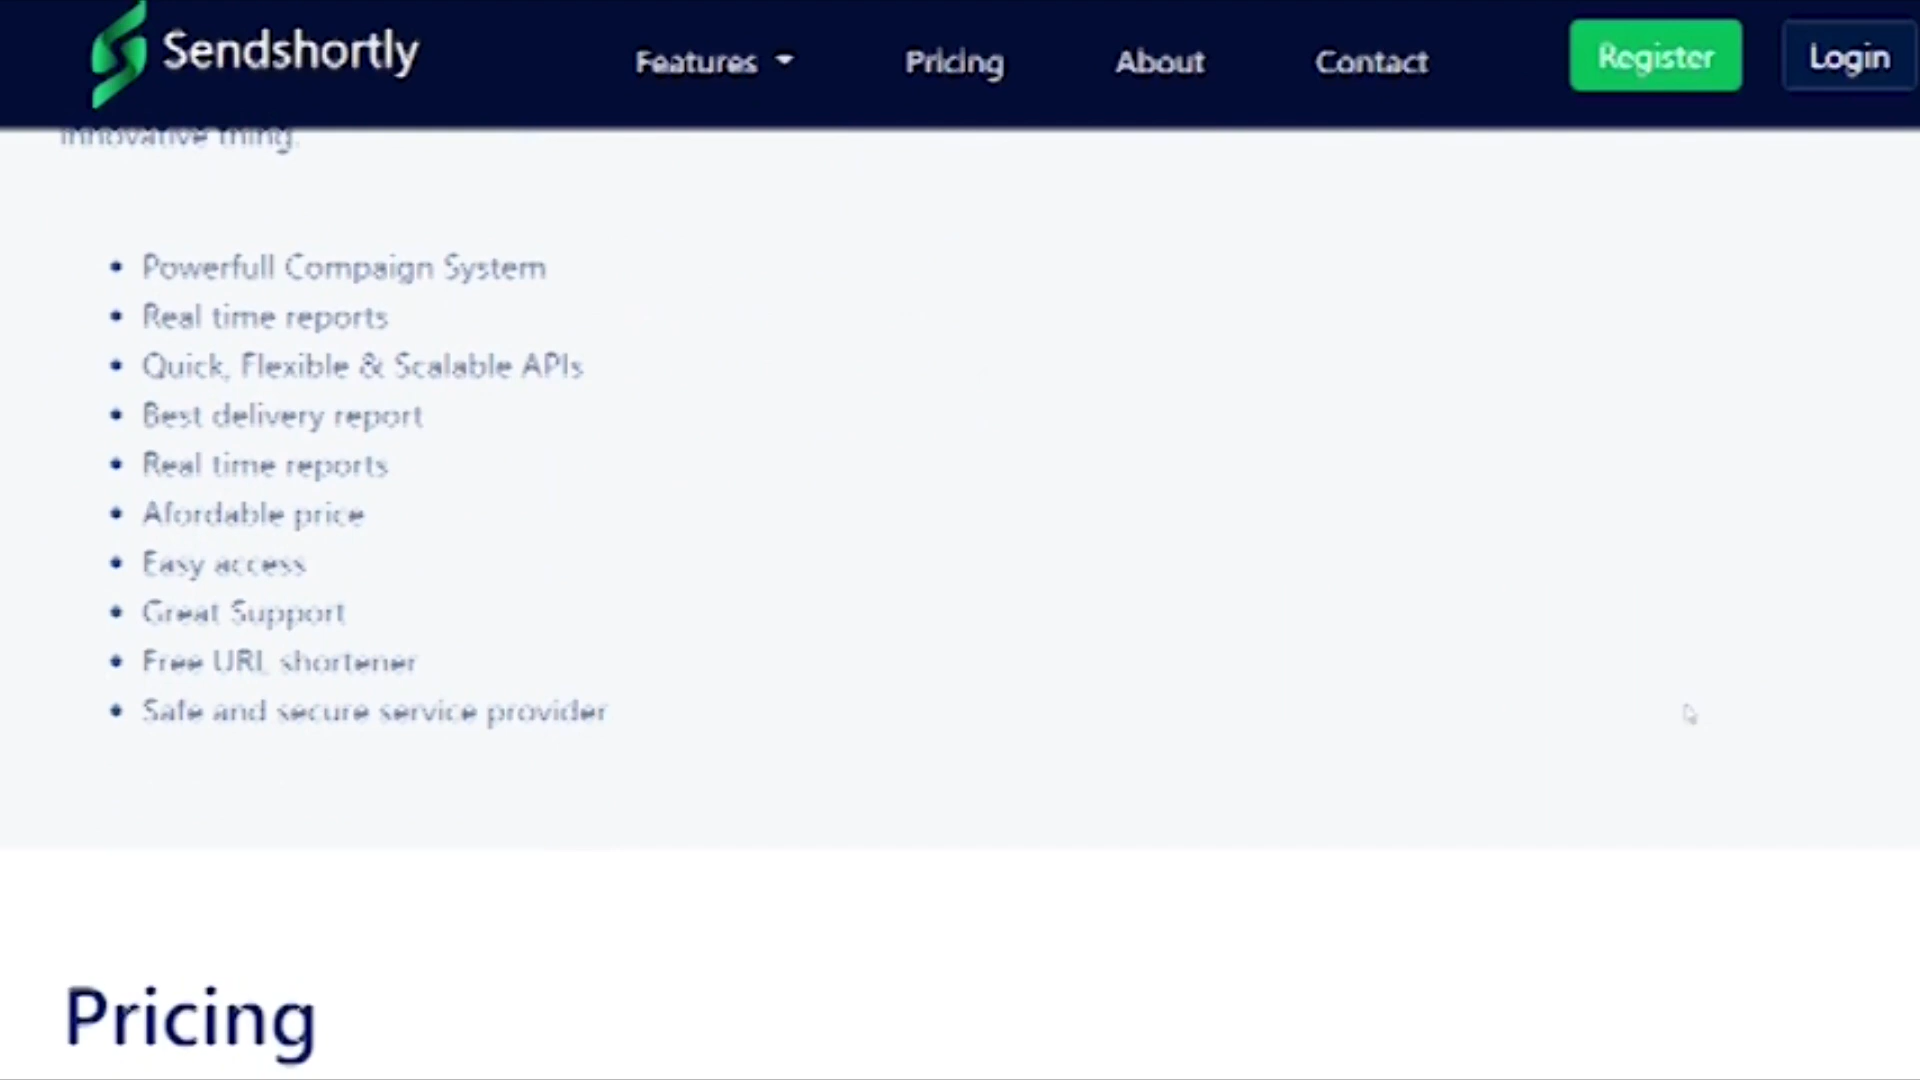 Sendshortly
Features
Pricing
About
Contact
Register
Login
innovative thing.
Powerfull Compaign System
Real time reports
Quick, Flexible & Scalable APIs
Best delivery report
Real time reports
Afordable price
Easy access
Great Support
Free URL shortener
Safe and secure service provider
Pricing